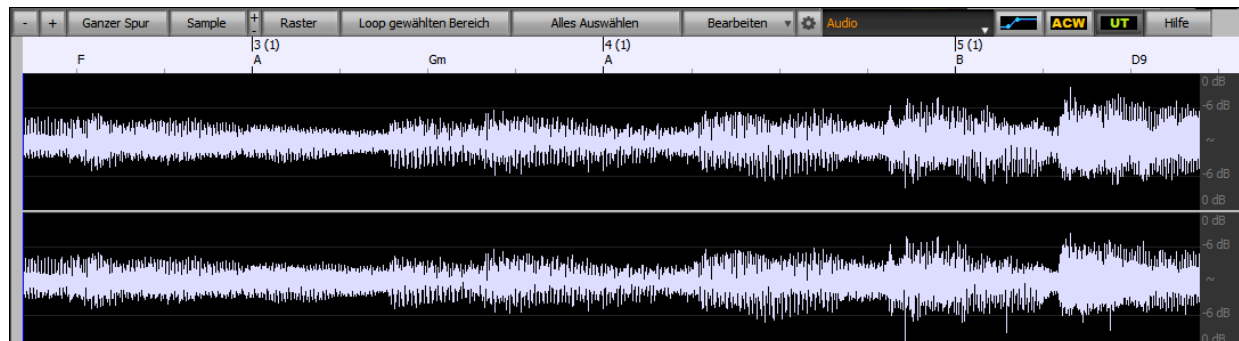 - + Ganzer Spur Sample + - Raster Loop gewählten Bereich Alles Auswählen Bearbeiten Audio ACW UT Hilfe
3 (1) 4 (1) 5 (1)
F A Gm A B D9
0 dB
-6 dB
~
-6 dB
0 dB
0 dB
-6 dB
~
-6 dB
0 dB